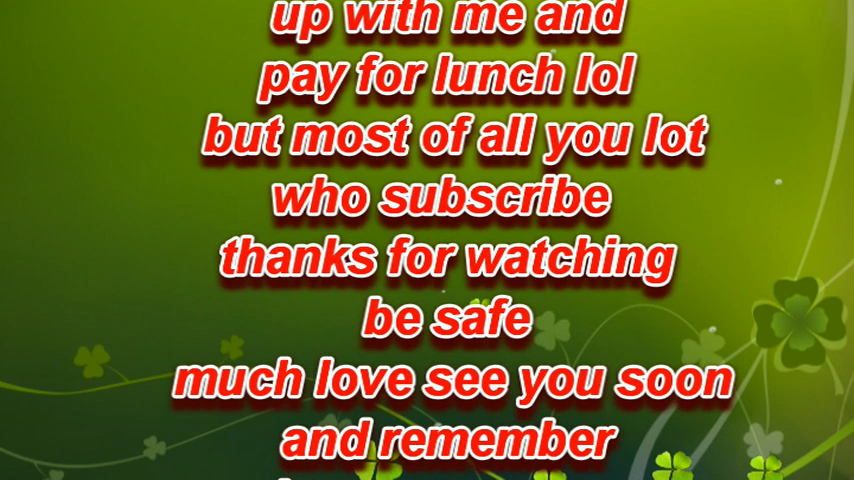 up with me and
pay for lunch lol
but most of all you lot
who subscribe
thanks for watching
be safe
much love see you soon
and remember